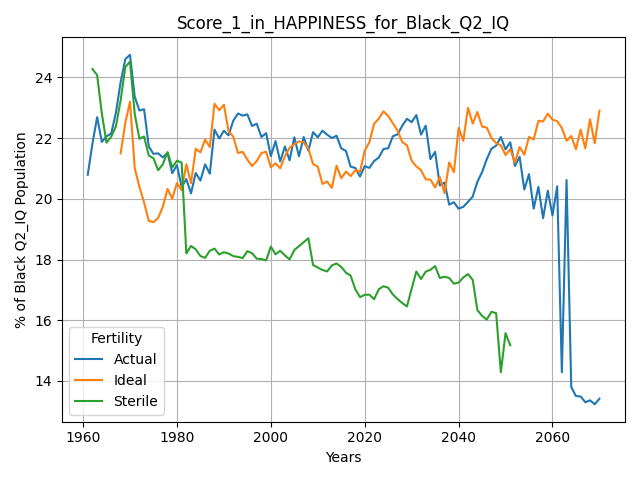 Score_1_in_HAPPINESS_for_Black_Q2_IQ
% of Black Q2_IQ Population
24
22
20
18
16
14
Fertility
Actual
Ideal
Sterile
1960 1980 2000 2020 2040 2060
Years